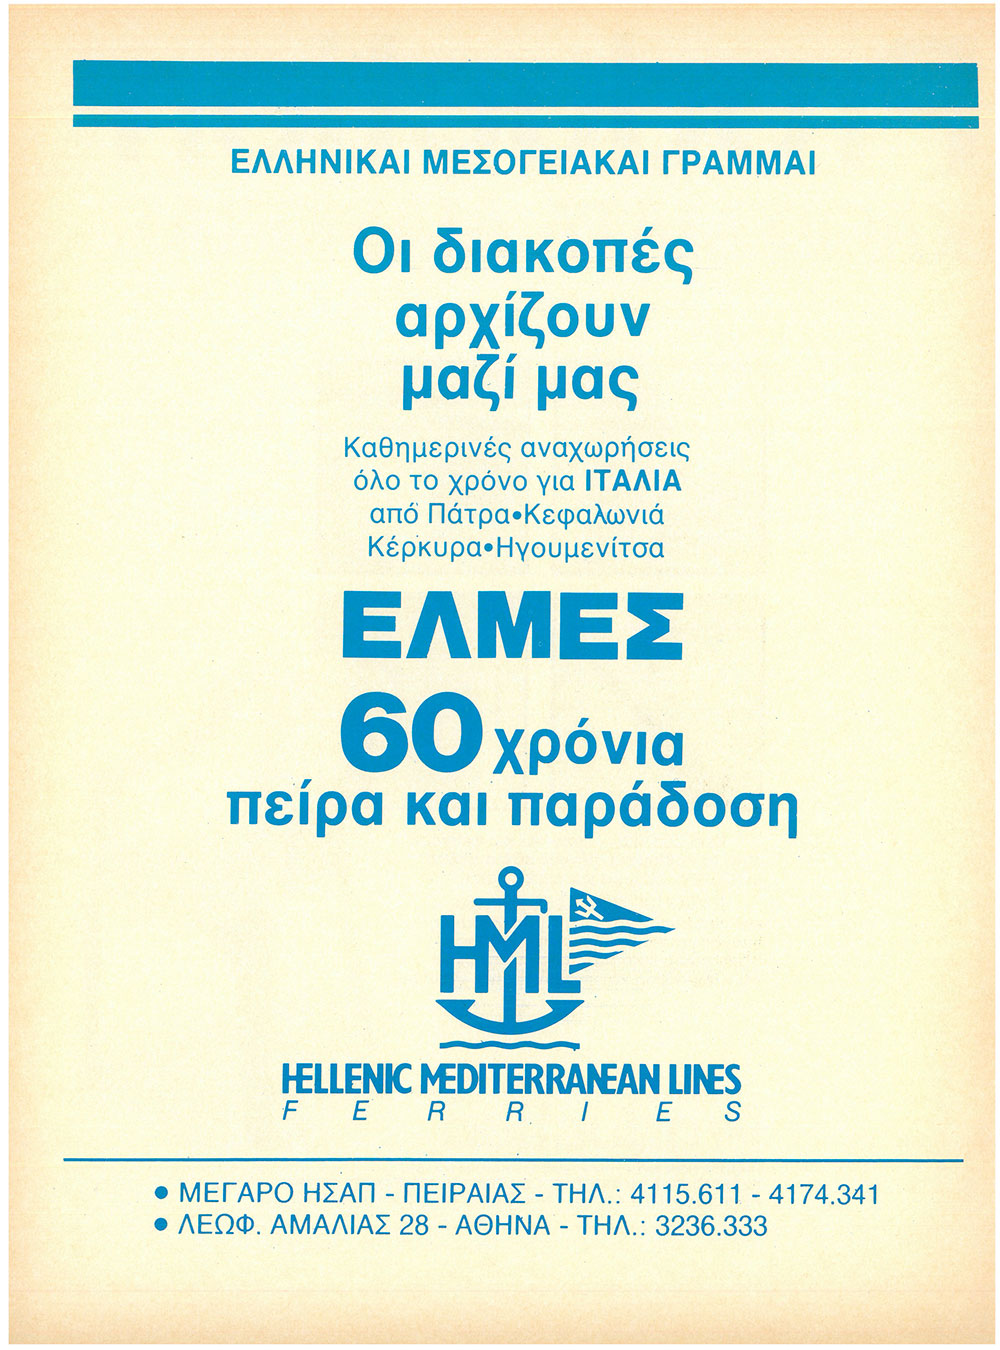 ΕΛΛΗΝΙΚΑΙ ΜΕΣΟΓΕΙΑΚΑΙ ΓΡΑΜΜΑΙ
Οι διακοπές
αρχίζουν
μαζί μας
Καθημερινές αναχωρήσεις
όλο το χρόνο για ΙΤΑΛΙΑ
από Πάτρα•Κεφαλωνιά
Κέρκυρα•Ηγουμενίτσα
ΕΛΜΕΣ
60 χρόνια
πείρα και παράδοση
HML
HELLENIC MEDITERRANEAN LINES
FERRIES
• ΜΕΓΑΡΟ ΗΣΑΠ - ΠΕΙΡΑΙΑΣ - ΤΗΛ.: 4115.611 - 4174.341
• ΛΕΩΦ. ΑΜΑΛΙΑΣ 28 - ΑΘΗΝΑ - ΤΗΛ.: 3236.333